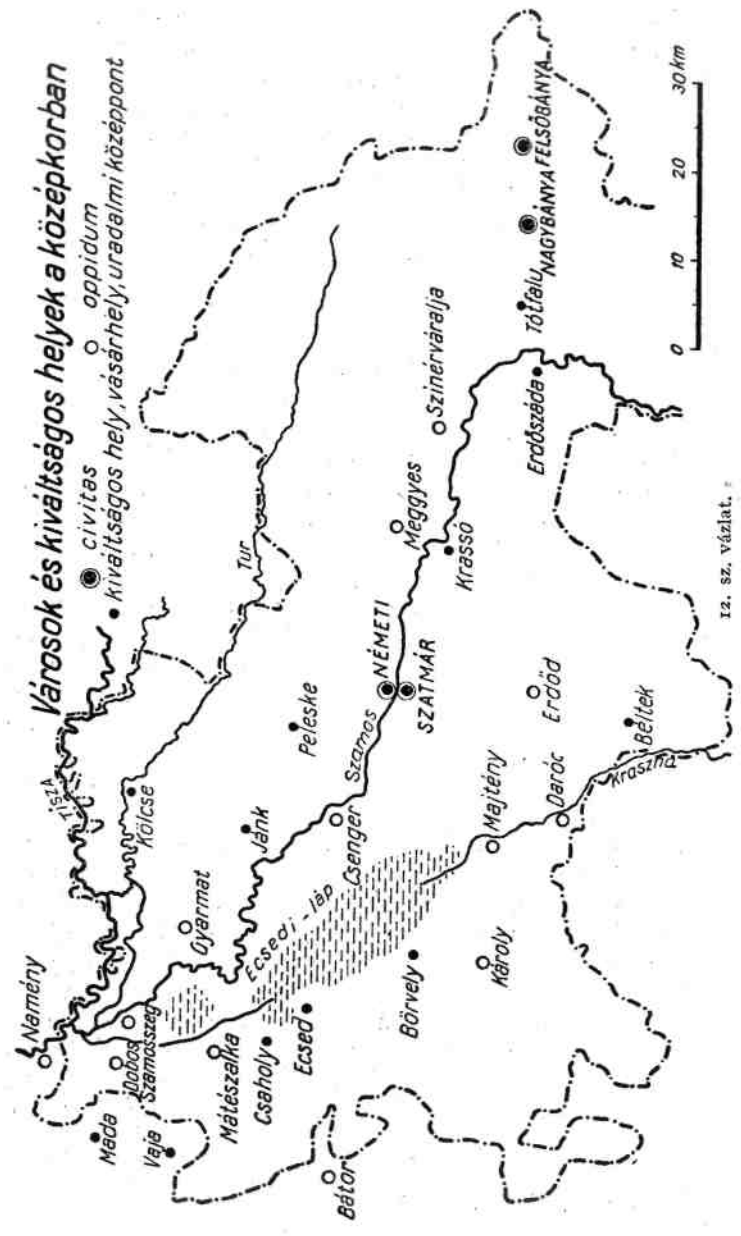 Városok és kiváltságos helyek a középkorban
civitas
oppidum
kiváltságos hely, vásárhely, uradalmi középpont
TISZA
Namény
Dobos
Szamosszeg
Mada
Vaja
Kölcse
Gyarmat
Mátészalka
Csaholy
Ecsed
Bátor
Ecsedi-láp
Jánk
Csenger
Peleske
Tur
Szamos
NÉMETI
SZATMÁR
Börvely
Károly
Majtény
Daróc
Erdőd
Béltek
Kraszna
Meggyes
Krassó
Szinérváralja
Erdőszáda
Tótfalu
NAGYBÁNYA
FELSŐBÁNYA
0 10 20 30 km
12. sz. vázlat.